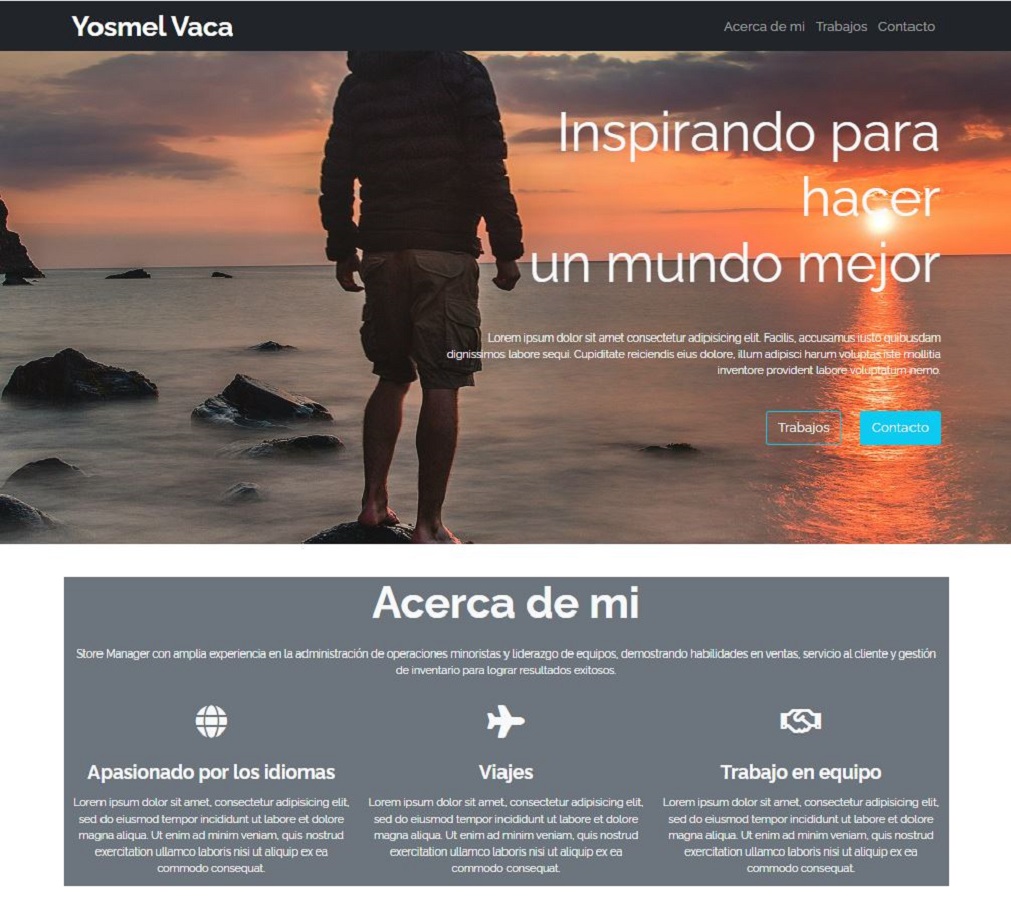 Yosmel Vaca
Acerca de mi Trabajos Contacto
Inspirando para
hacer
un mundo mejor
Lorem ipsum dolor sit amet consectetur adipisicing elit. Facilis, accusamus iusto quibusdam
dignissimos labore sequi. Cupiditate reiciendis eius dolore, illum adipisci harum voluptas iste mollitia
inventore provident labore voluptatum nemo.
Trabajos
Contacto
Acerca de mi
Store Manager con amplia experiencia en la administración de operaciones minoristas y liderazgo de equipos, demostrando habilidades en ventas, servicio al cliente y gestión
de inventario para lograr resultados exitosos.
Apasionado por los idiomas
Lorem ipsum dolor sit amet, consectetur adipisicing elit,
sed do eiusmod tempor incididunt ut labore et dolore
magna aliqua. Ut enim ad minim veniam, quis nostrud
exercitation ullamco laboris nisi ut aliquip ex ea
commodo consequat.
Viajes
Lorem ipsum dolor sit amet, consectetur adipisicing elit,
sed do eiusmod tempor incididunt ut labore et dolore
magna aliqua. Ut enim ad minim veniam, quis nostrud
exercitation ullamco laboris nisi ut aliquip ex ea
commodo consequat.
Trabajo en equipo
Lorem ipsum dolor sit amet, consectetur adipisicing elit,
sed do eiusmod tempor incididunt ut labore et dolore
magna aliqua. Ut enim ad minim veniam, quis nostrud
exercitation ullamco laboris nisi ut aliquip ex ea
commodo consequat.